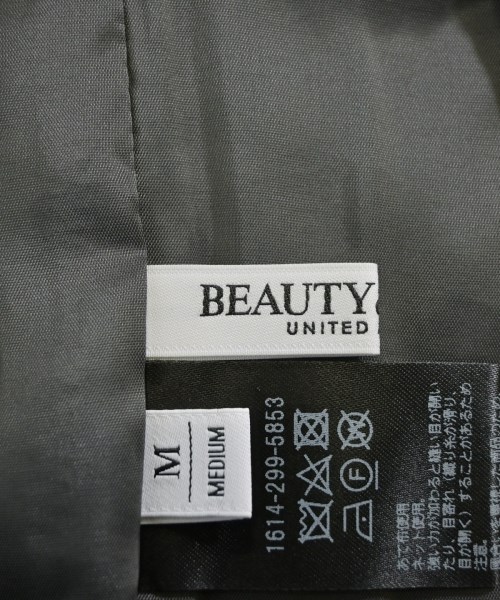 BEAUTY
UNITED
M
MEDIUM
1614-299-5853
F
あて布使用
ネット使用。
強い力が加わると縫い目が開い
たり、目寄れ(織り糸が滑り、
目が開く)することがあるため
注意。